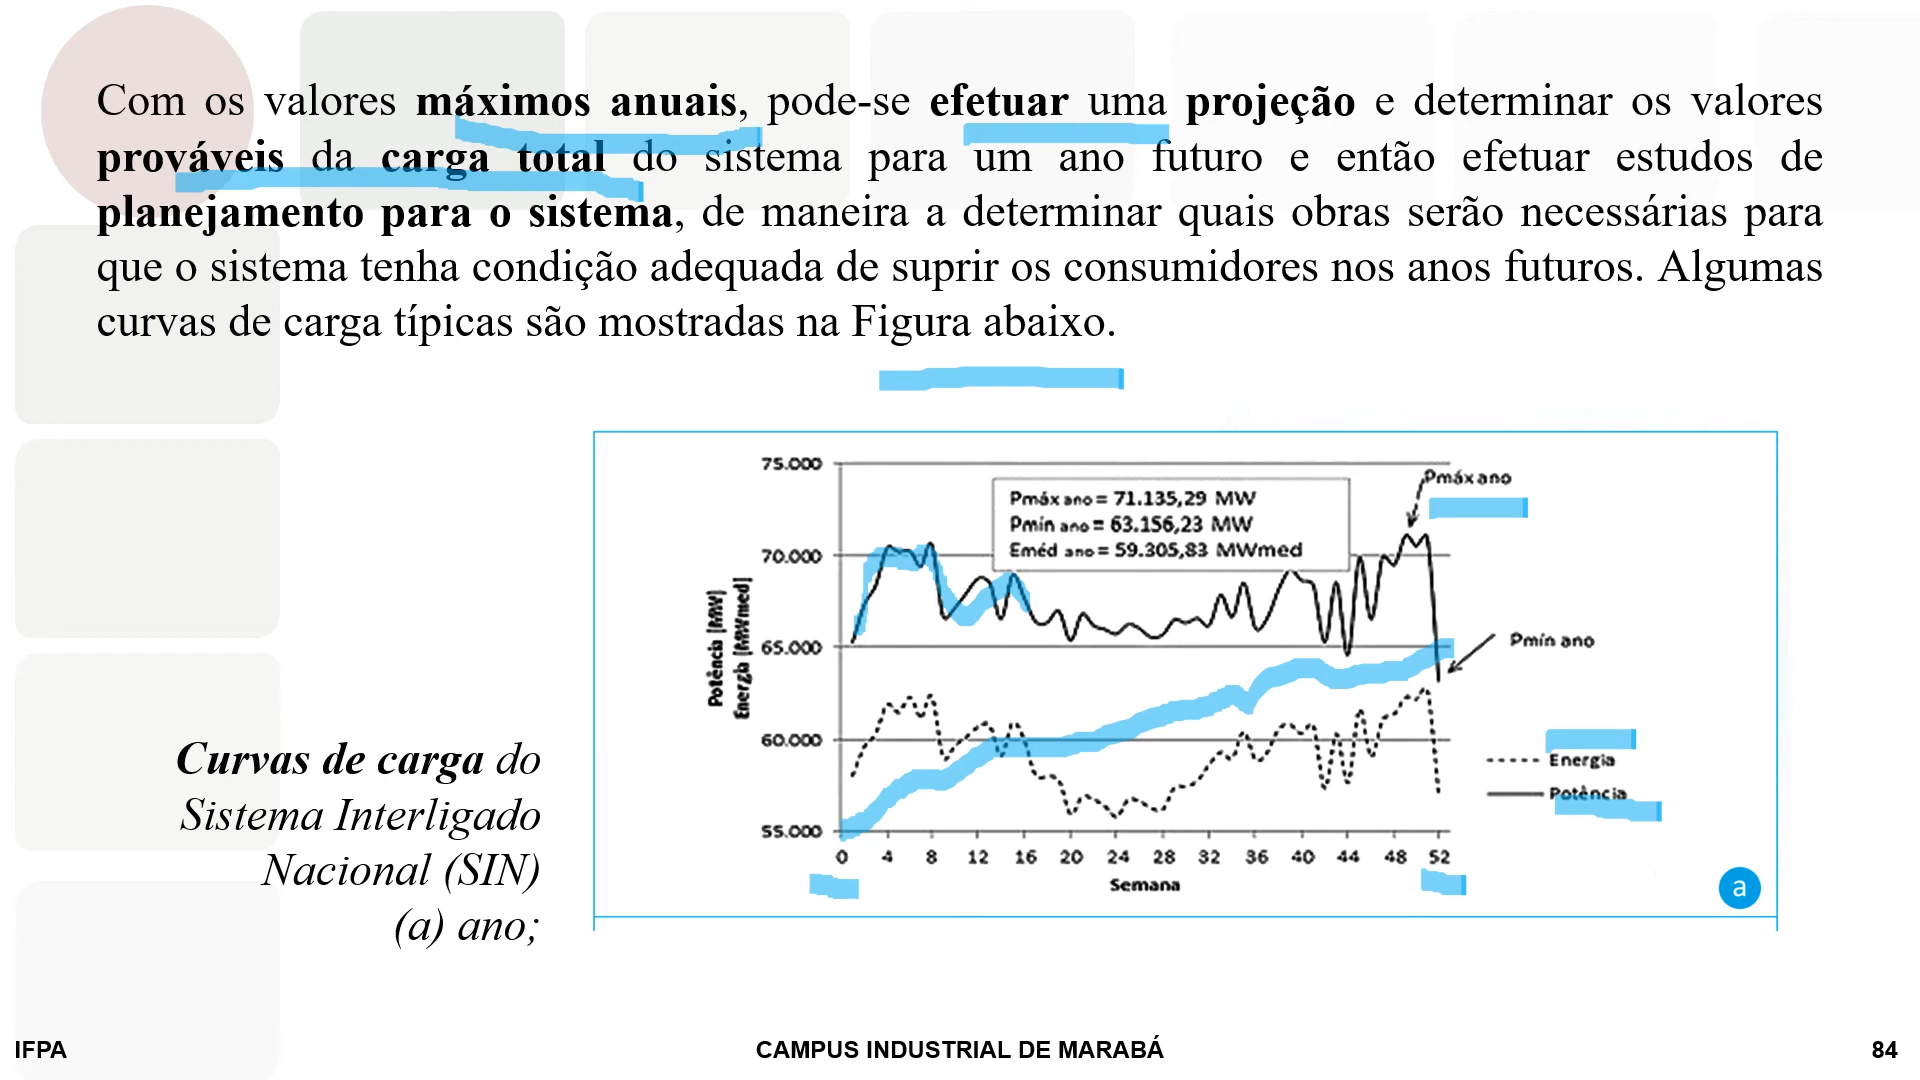 Com os valores máximos anuais, pode-se efetuar uma projeção e determinar os valores
prováveis da carga total do sistema para um ano futuro e então efetuar estudos de
planejamento para o sistema, de maneira a determinar quais obras serão necessárias para
que o sistema tenha condição adequada de suprir os consumidores nos anos futuros. Algumas
curvas de carga típicas são mostradas na Figura abaixo.
75.000
70.000
65.000
60.000
55.000
Potência [MW]
Energia [MWmed]
Pmáx ano = 71.135,29 MW
Pmín ano = 63.156,23 MW
Eméd ano = 59.305,83 MWmed
Pmáx ano
Pmín ano
Energia
Potência
0 4 8 12 16 20 24 28 32 36 40 44 48 52
Semana
a
Curvas de carga do
Sistema Interligado
Nacional (SIN)
(a) ano;
IFPA
CAMPUS INDUSTRIAL DE MARABÁ
84